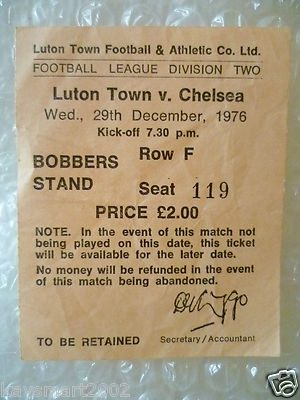 Luton Town Football & Athletic Co. Ltd.
FOOTBALL LEAGUE DIVISION TWO
Luton Town v. Chelsea
Wed., 29th December, 1976
Kick-off 7.30 p.m.
BOBBERS STAND
Row F
Seat 119
PRICE £2.00
NOTE. In the event of this match not
being played on this date, this ticket
will be available for the later date.
No money will be refunded in the event
of this match being abandoned.
TO BE RETAINED
Secretary/Accountant
kaysmart2002